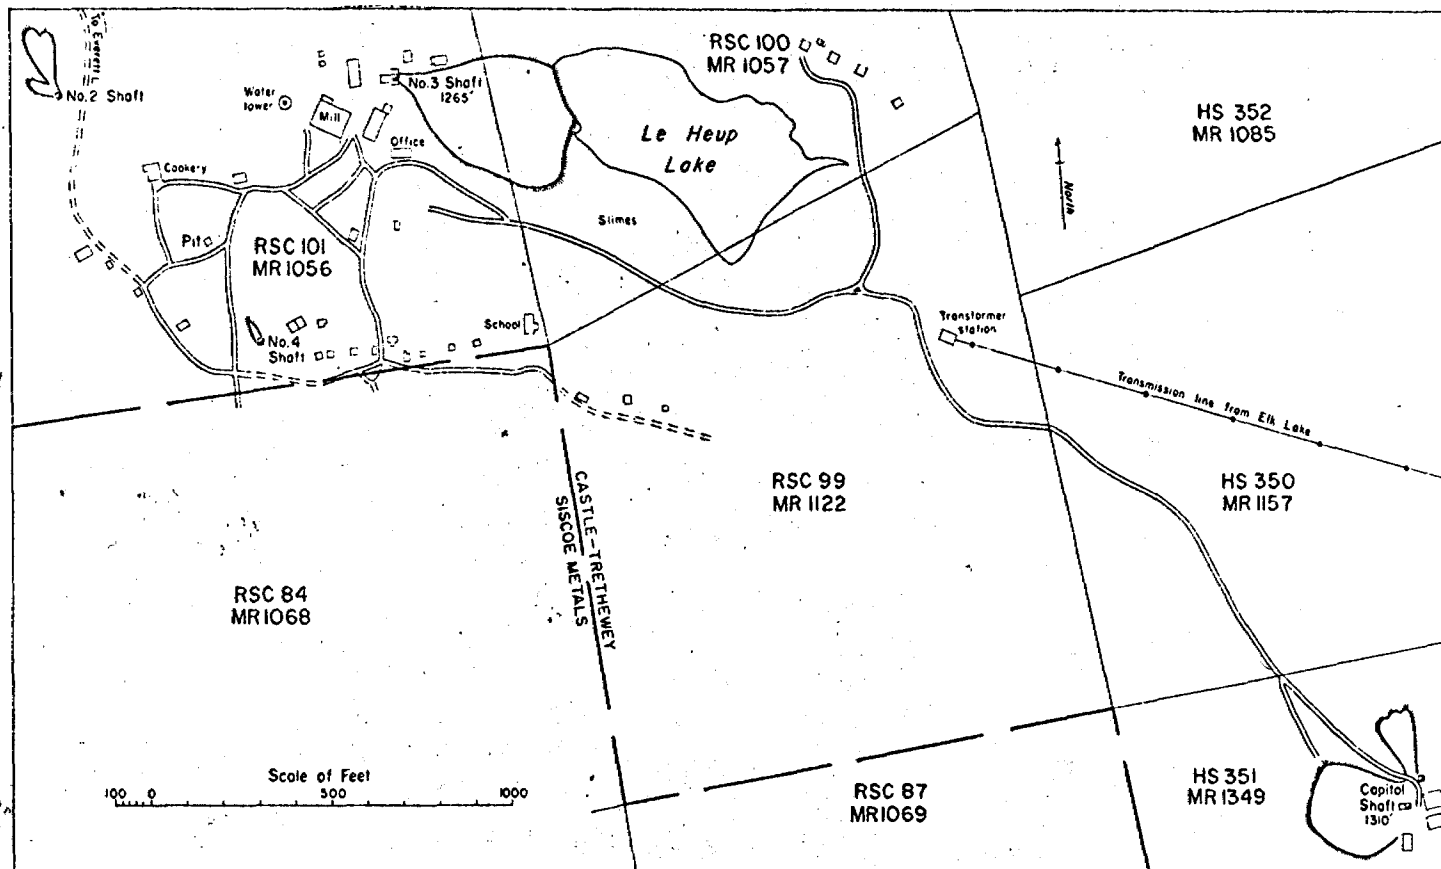 To Everett L.
No.2 Shaft
Water
tower
Mill
No.3 Shaft
1265'
Office
Cookery
Pit
RSC 101
MR 1056
No.4
Shaft
School
Slimes
Le Heup
Lake
RSC 100
MR 1057
HS 352
MR 1085
North
Transformer
station
Transmission line from Elk Lake
RSC 99
MR 1122
HS 350
MR 1157
CASTLE-TRETHEWEY
SISCOE METALS
RSC 84
MR 1068
Scale of Feet
100 0 500 1000
RSC 87
MR 1069
HS 351
MR 1349
Capitol
Shaft
1310'